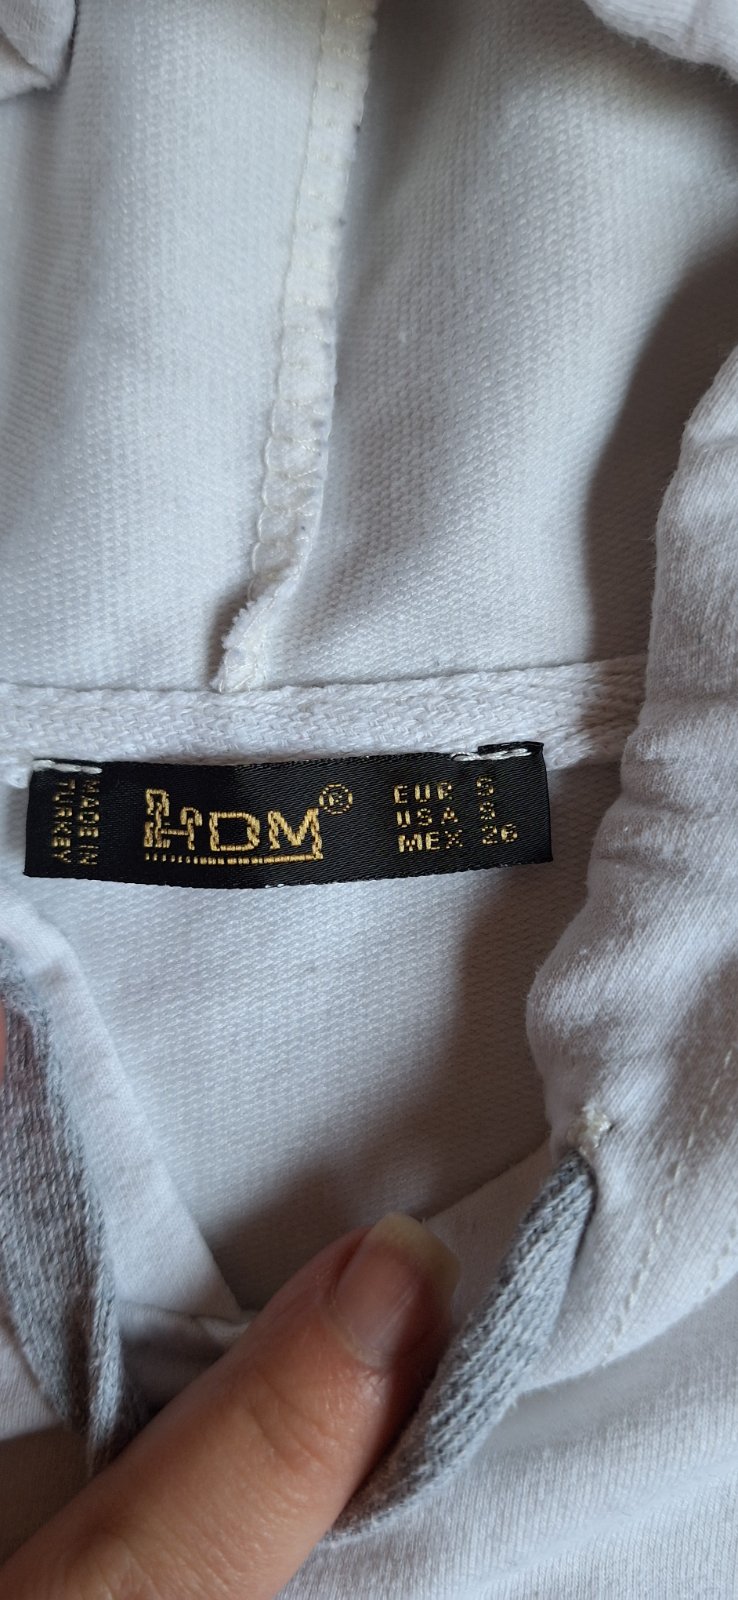 MADE IN
TURKEY
HDM®
EUR S
USA S
MEX 26